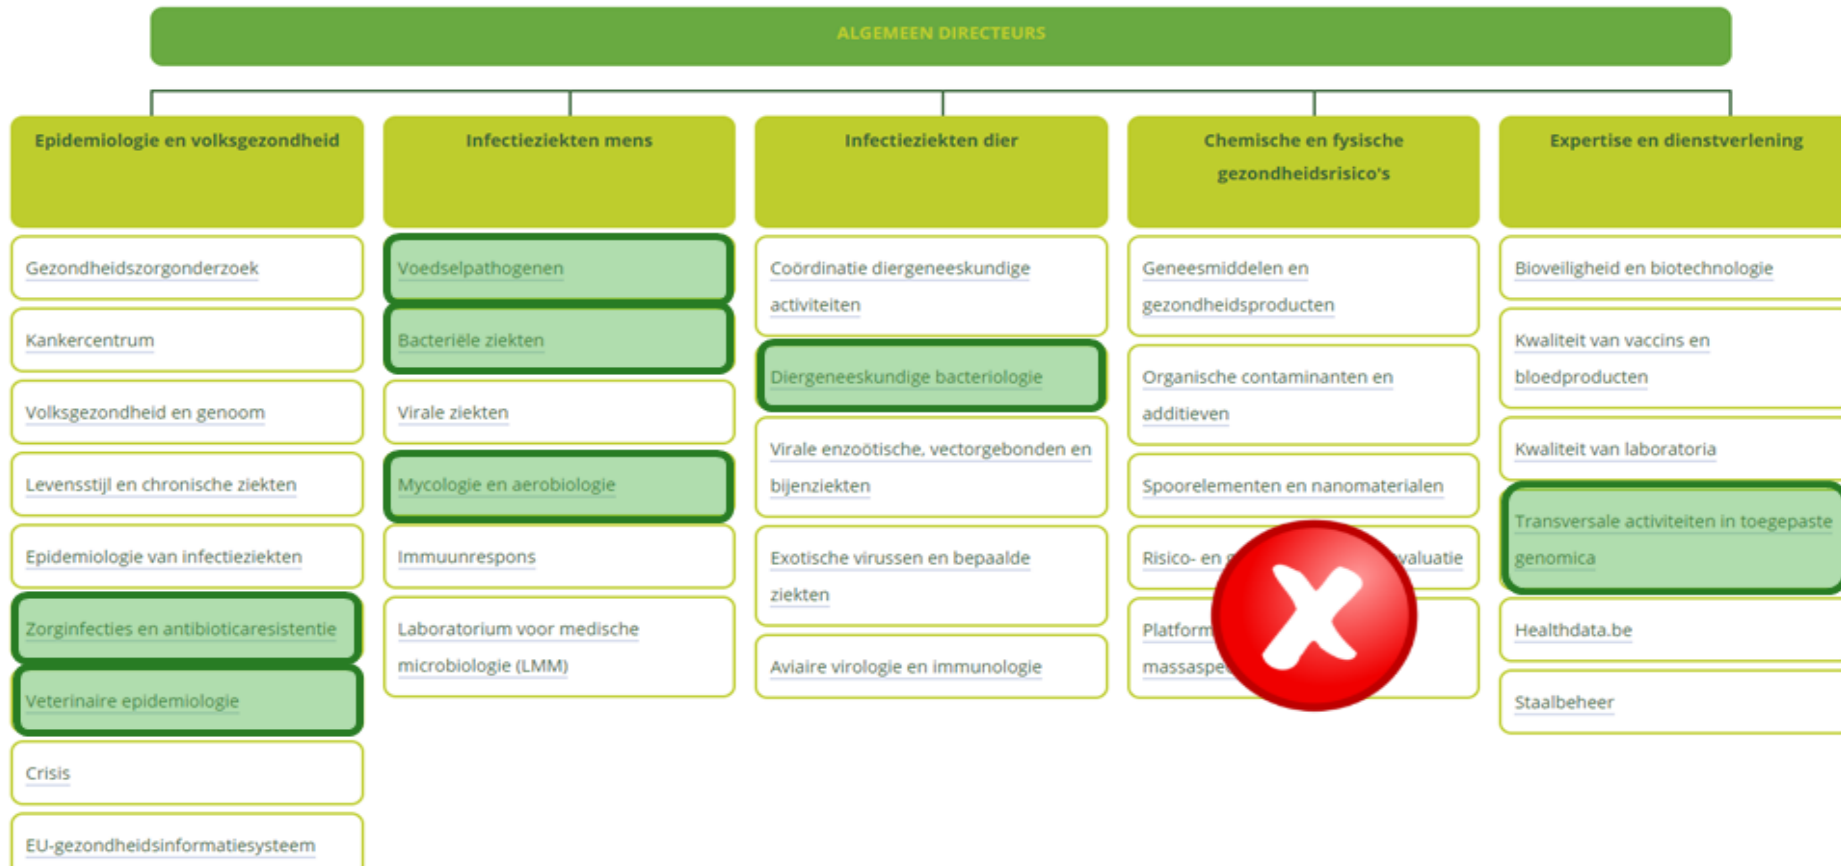 ALGEMEEN DIRECTEURS
Epidemiologie en volksgezondheid
Gezondheidszorgonderzoek
Kankercentrum
Volksgezondheid en genoom
Levensstijl en chronische ziekten
Epidemiologie van infectieziekten
Zorginfecties en antibioticaresistentie
Veterinaire epidemiologie
Crisis
EU-gezondheidsinformatiesysteem
Infectieziekten mens
Voedselpathogenen
Bacteriële ziekten
Virale ziekten
Mycologie en aerobiologie
Immuunrespons
Laboratorium voor medische
microbiologie (LMM)
Infectieziekten dier
Coördinatie diergeneeskundige
activiteiten
Diergeneeskundige bacteriologie
Virale enzoötische, vectorgebonden en
bijenziekten
Exotische virussen en bepaalde
ziekten
Aviaire virologie en immunologie
Chemische en fysische
gezondheidsrisico's
Geneesmiddelen en
gezondheidsproducten
Organische contaminanten en
additieven
Spoorelementen en nanomaterialen
Risico- en
Platform
Expertise en dienstverlening
Bioveiligheid en biotechnologie
Kwaliteit van vaccins en
bloedproducten
Kwaliteit van laboratoria
Transversale activiteiten in toegepaste
genomica
Healthdata.be
Staalbeheer